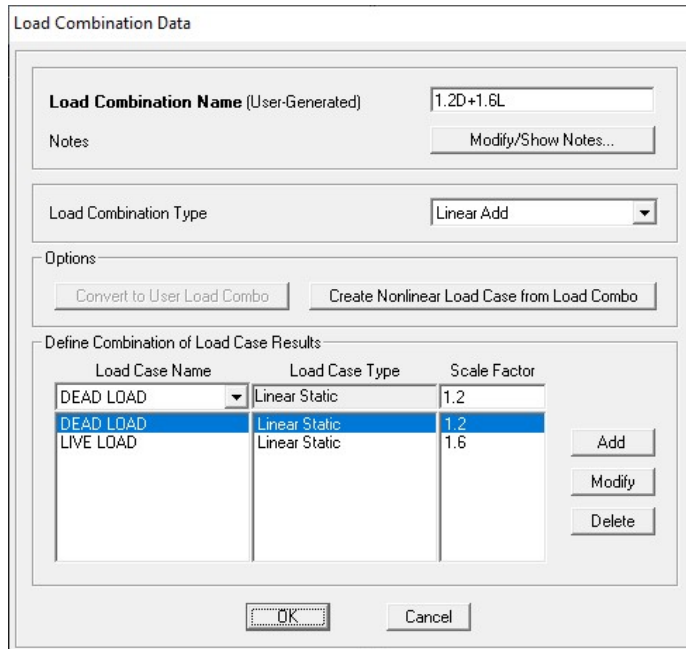 Load Combination Data
Load Combination Name (User-Generated) 1.2D+1.6L
Notes Modify/Show Notes...
Load Combination Type Linear Add
Options
Convert to User Load Combo Create Nonlinear Load Case from Load Combo
Define Combination of Load Case Results
Load Case Name Load Case Type Scale Factor
DEAD LOAD Linear Static 1.2
DEAD LOAD Linear Static 1.2
LIVE LOAD Linear Static 1.6
Add
Modify
Delete
OK Cancel